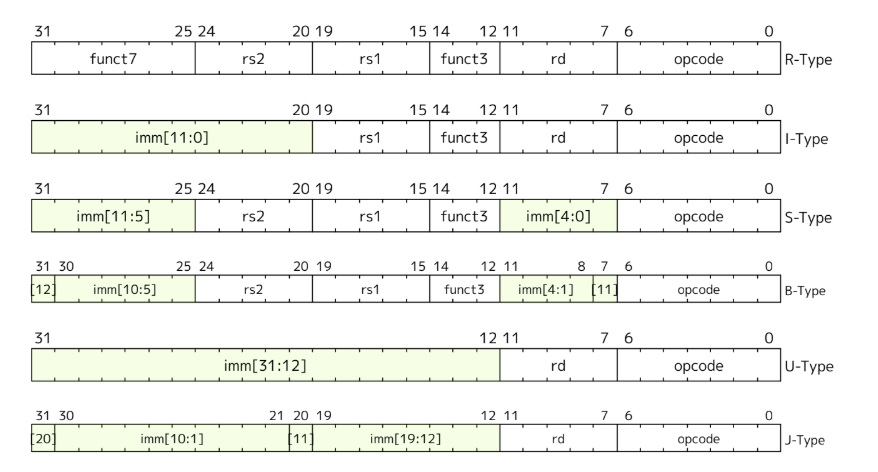 31 25 24 20 19 15 14 12 11 7 6 0
funct7 rs2 rs1 funct3 rd opcode R-Type
31 20 19 15 14 12 11 7 6 0
imm[11:0] rs1 funct3 rd opcode I-Type
31 25 24 20 19 15 14 12 11 7 6 0
imm[11:5] rs2 rs1 funct3 imm[4:0] opcode S-Type
31 30 25 24 20 19 15 14 12 11 8 7 6 0
[12] imm[10:5] rs2 rs1 funct3 imm[4:1] [11] opcode B-Type
31 12 11 7 6 0
imm[31:12] rd opcode U-Type
31 30 21 20 19 12 11 7 6 0
[20] imm[10:1] [11] imm[19:12] rd opcode J-Type